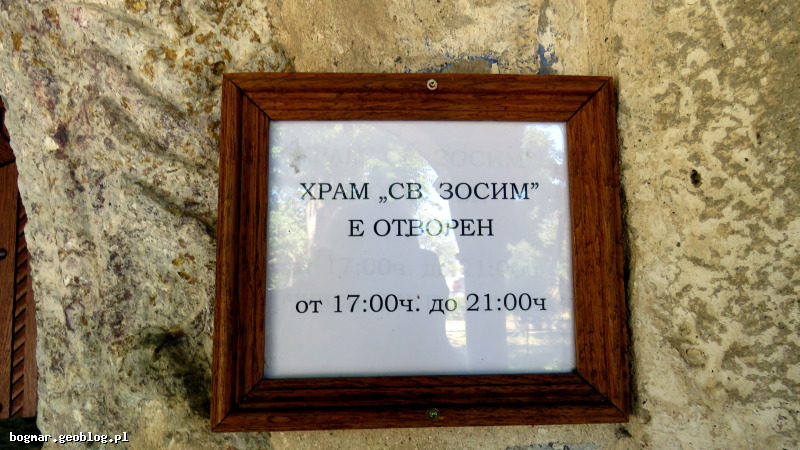 ХРАМ „СВ. ЗОСИМ”
Е ОТВОРЕН
от 17:00ч. до 21:00ч
bogmar.geoblog.pl